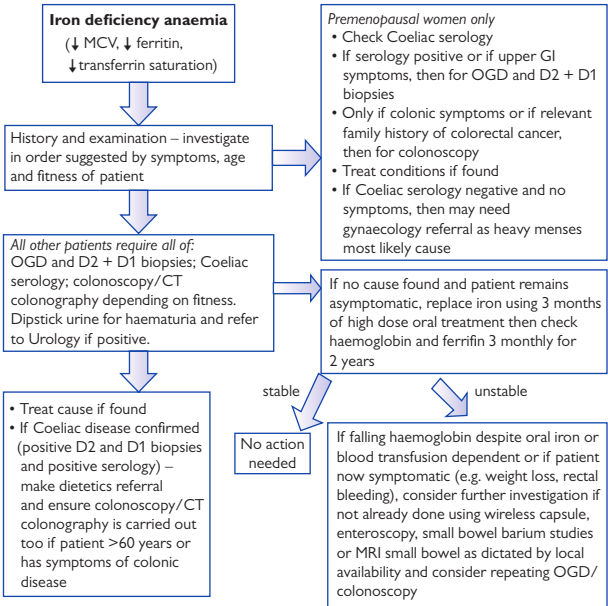 Iron deficiency anaemia
(↓ MCV, ↓ ferritin,
↓transferrin saturation)
History and examination – investigate
in order suggested by symptoms, age
and fitness of patient
Premenopausal women only
• Check Coeliac serology
• If serology positive or if upper GI
symptoms, then for OGD and D2 + D1
biopsies
• Only if colonic symptoms or if relevant
family history of colorectal cancer,
then for colonoscopy
• Treat conditions if found
• If Coeliac serology negative and no
symptoms, then may need
gynaecology referral as heavy menses
most likely cause
All other patients require all of:
OGD and D2 + D1 biopsies; Coeliac
serology; colonoscopy/CT
colonography depending on fitness.
Dipstick urine for haematuria and refer
to Urology if positive.
If no cause found and patient remains
asymptomatic, replace iron using 3 months
of high dose oral treatment then check
haemoglobin and ferrifin 3 monthly for
2 years
• Treat cause if found
• If Coeliac disease confirmed
(positive D2 and D1 biopsies
and positive serology) –
make dietetics referral
and ensure colonoscopy/CT
colonography is carried out
too if patient >60 years or
has symptoms of colonic
disease
stable
unstable
No action
needed
If falling haemoglobin despite oral iron or
blood transfusion dependent or if patient
now symptomatic (e.g. weight loss, rectal
bleeding), consider further investigation if
not already done using wireless capsule,
enteroscopy, small bowel barium studies
or MRI small bowel as dictated by local
availability and consider repeating OGD/
colonoscopy